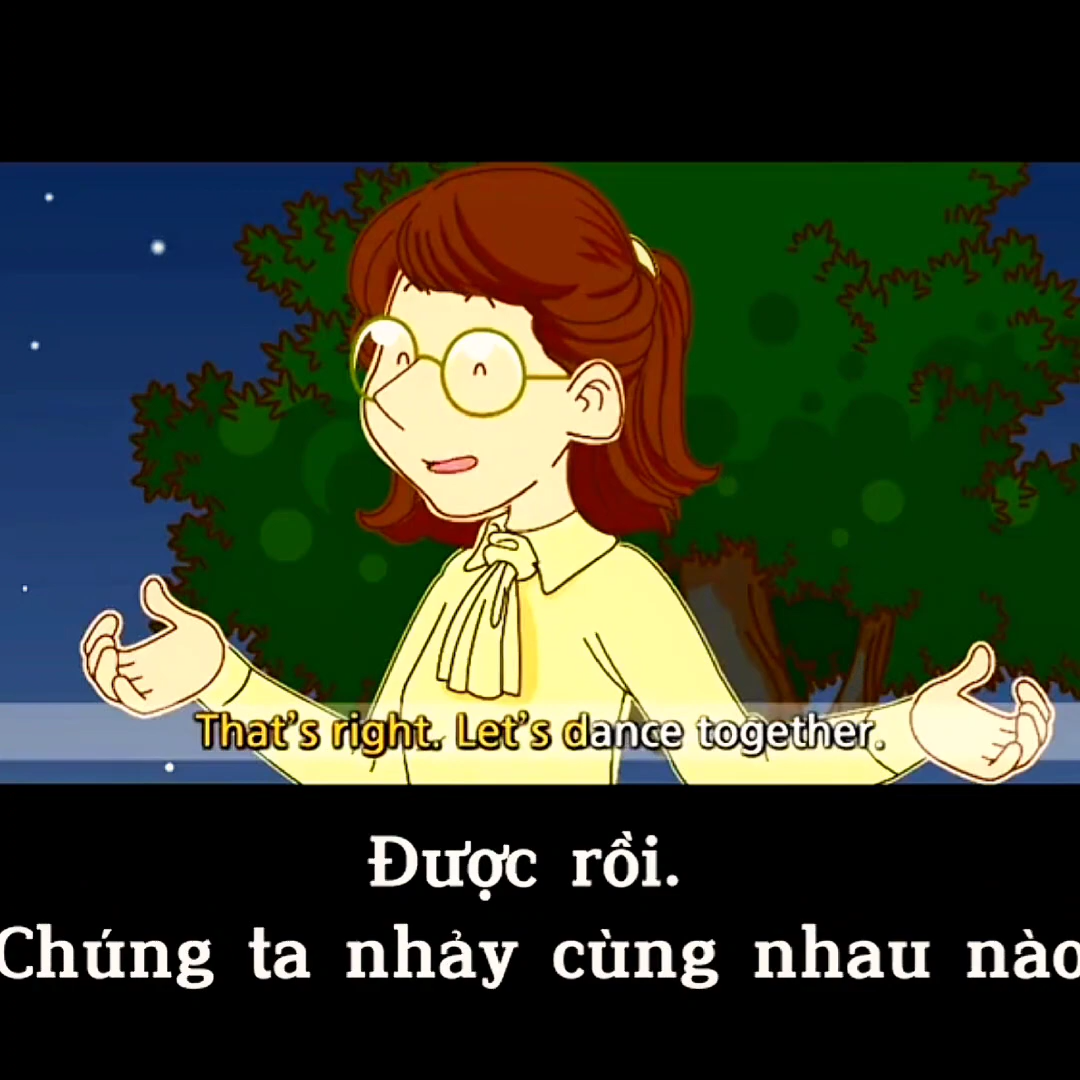 That's right. Let's dance together.
Được rồi.
Chúng ta nhảy cùng nhau nào